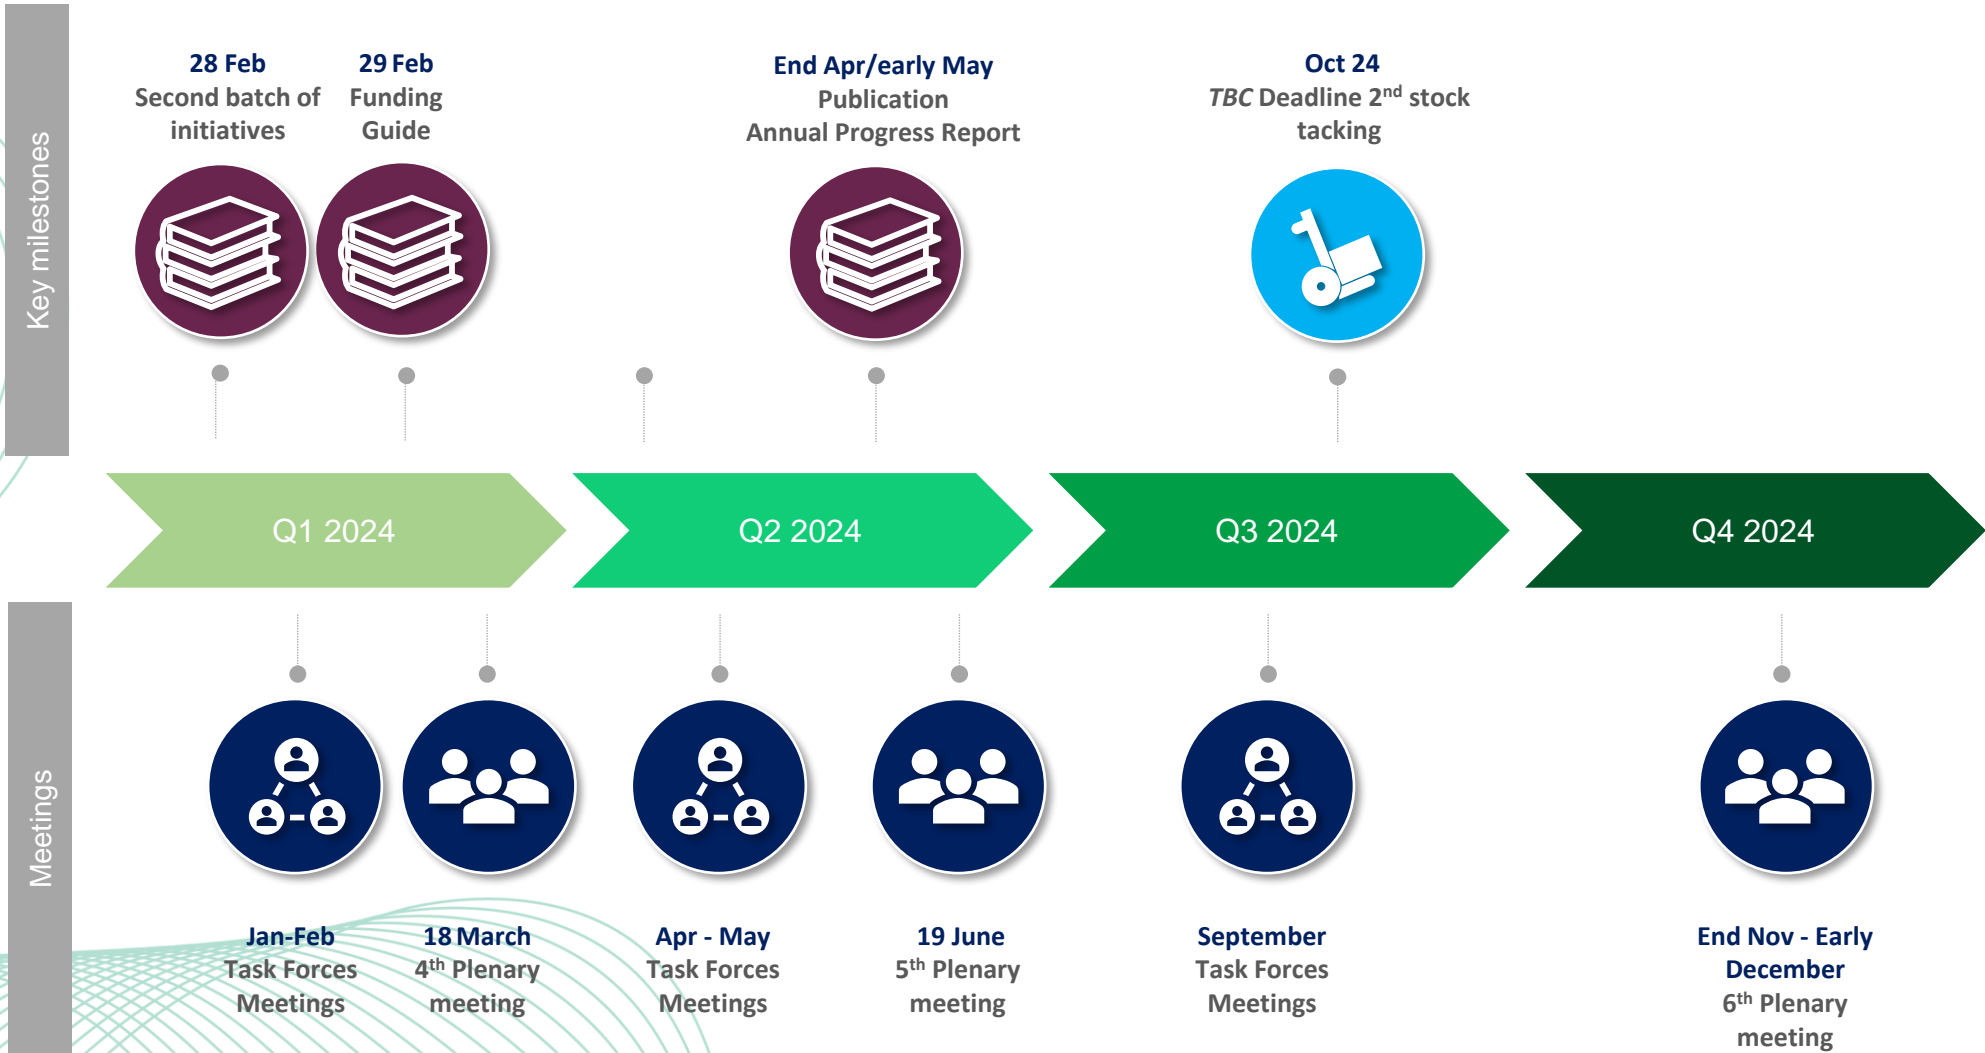 Key milestones
28 Feb
Second batch of
initiatives
29 Feb
Funding
Guide
End Apr/early May
Publication
Annual Progress Report
Oct 24
TBC Deadline 2nd stock
tacking
Q1 2024
Q2 2024
Q3 2024
Q4 2024
Meetings
Jan-Feb
Task Forces
Meetings
18 March
4th Plenary
meeting
Apr - May
Task Forces
Meetings
19 June
5th Plenary
meeting
September
Task Forces
Meetings
End Nov - Early
December
6th Plenary
meeting